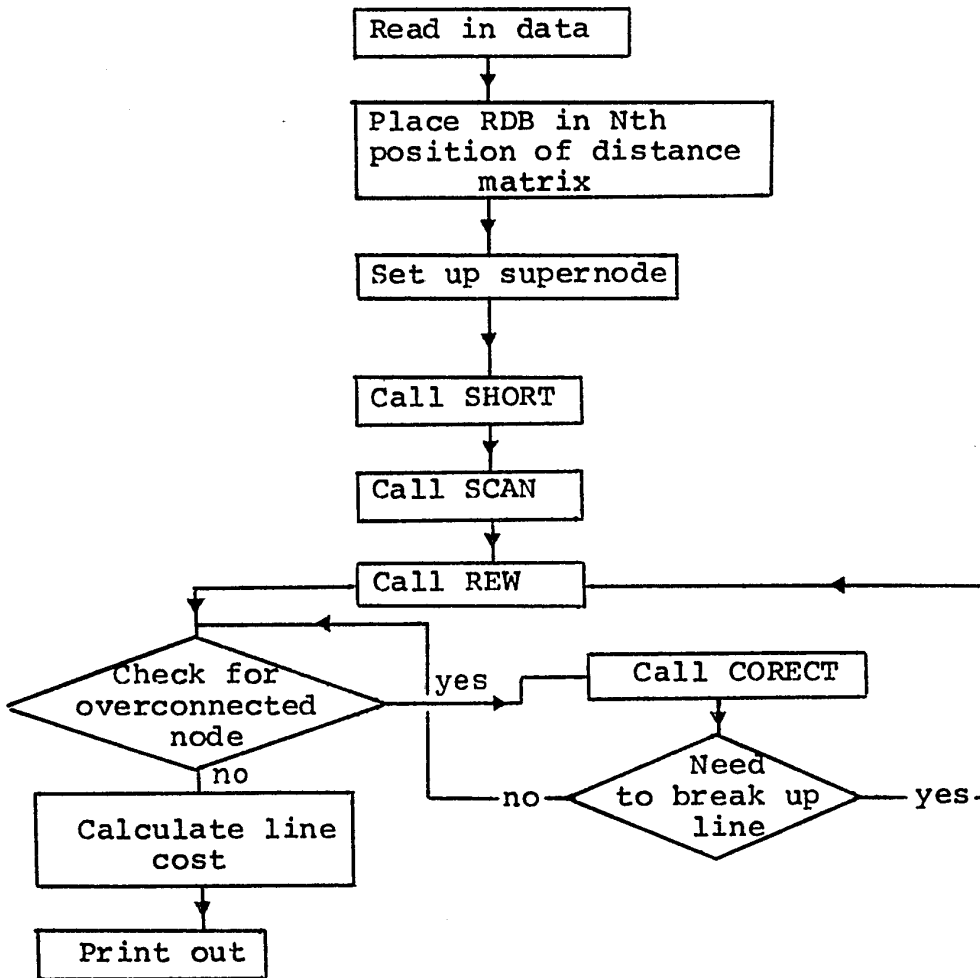 Read in data
Place RDB in Nth
position of distance
matrix
Set up supernode
Call SHORT
Call SCAN
Call REW
Check for
overconnected
node
yes
Call CORECT
Need
to break up
line
no
yes
no
Calculate line
cost
Print out